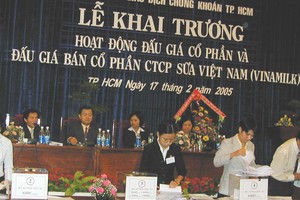 DỊCH CHỨNG KHOÁN TP.HCM
LỄ KHAI TRƯƠNG
HOẠT ĐỘNG ĐẤU GIÁ CỔ PHẦN VÀ
ĐẤU GIÁ BÁN CỔ PHẦN CTCP SỮA VIỆT NAM (VINAMILK)
TP.HCM Ngày 17 tháng 2 năm 2005